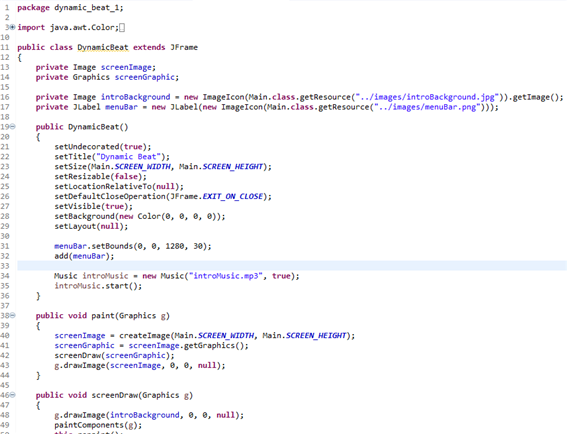 1 package dynamic_beat_1;
2
3 import java.awt.Color;
10
11 public class DynamicBeat extends JFrame
12 {
13     private Image screenImage;
14     private Graphics screenGraphic;
15
16     private Image introBackground = new ImageIcon(Main.class.getResource("../images/introBackground.jpg")).getImage();
17     private JLabel menuBar = new JLabel(new ImageIcon(Main.class.getResource("../images/menuBar.png")));
18
19     public DynamicBeat()
20     {
21         setUndecorated(true);
22         setTitle("Dynamic Beat");
23         setSize(Main.SCREEN_WIDTH, Main.SCREEN_HEIGHT);
24         setResizable(false);
25         setLocationRelativeTo(null);
26         setDefaultCloseOperation(JFrame.EXIT_ON_CLOSE);
27         setVisible(true);
28         setBackground(new Color(0, 0, 0, 0));
29         setLayout(null);
30
31         menuBar.setBounds(0, 0, 1280, 30);
32         add(menuBar);
33
34         Music introMusic = new Music("introMusic.mp3", true);
35         introMusic.start();
36     }
37
38     public void paint(Graphics g)
39     {
40         screenImage = createImage(Main.SCREEN_WIDTH, Main.SCREEN_HEIGHT);
41         screenGraphic = screenImage.getGraphics();
42         screenDraw(screenGraphic);
43         g.drawImage(screenImage, 0, 0, null);
44     }
45
46     public void screenDraw(Graphics g)
47     {
48         g.drawImage(introBackground, 0, 0, null);
49         paintComponents(g);